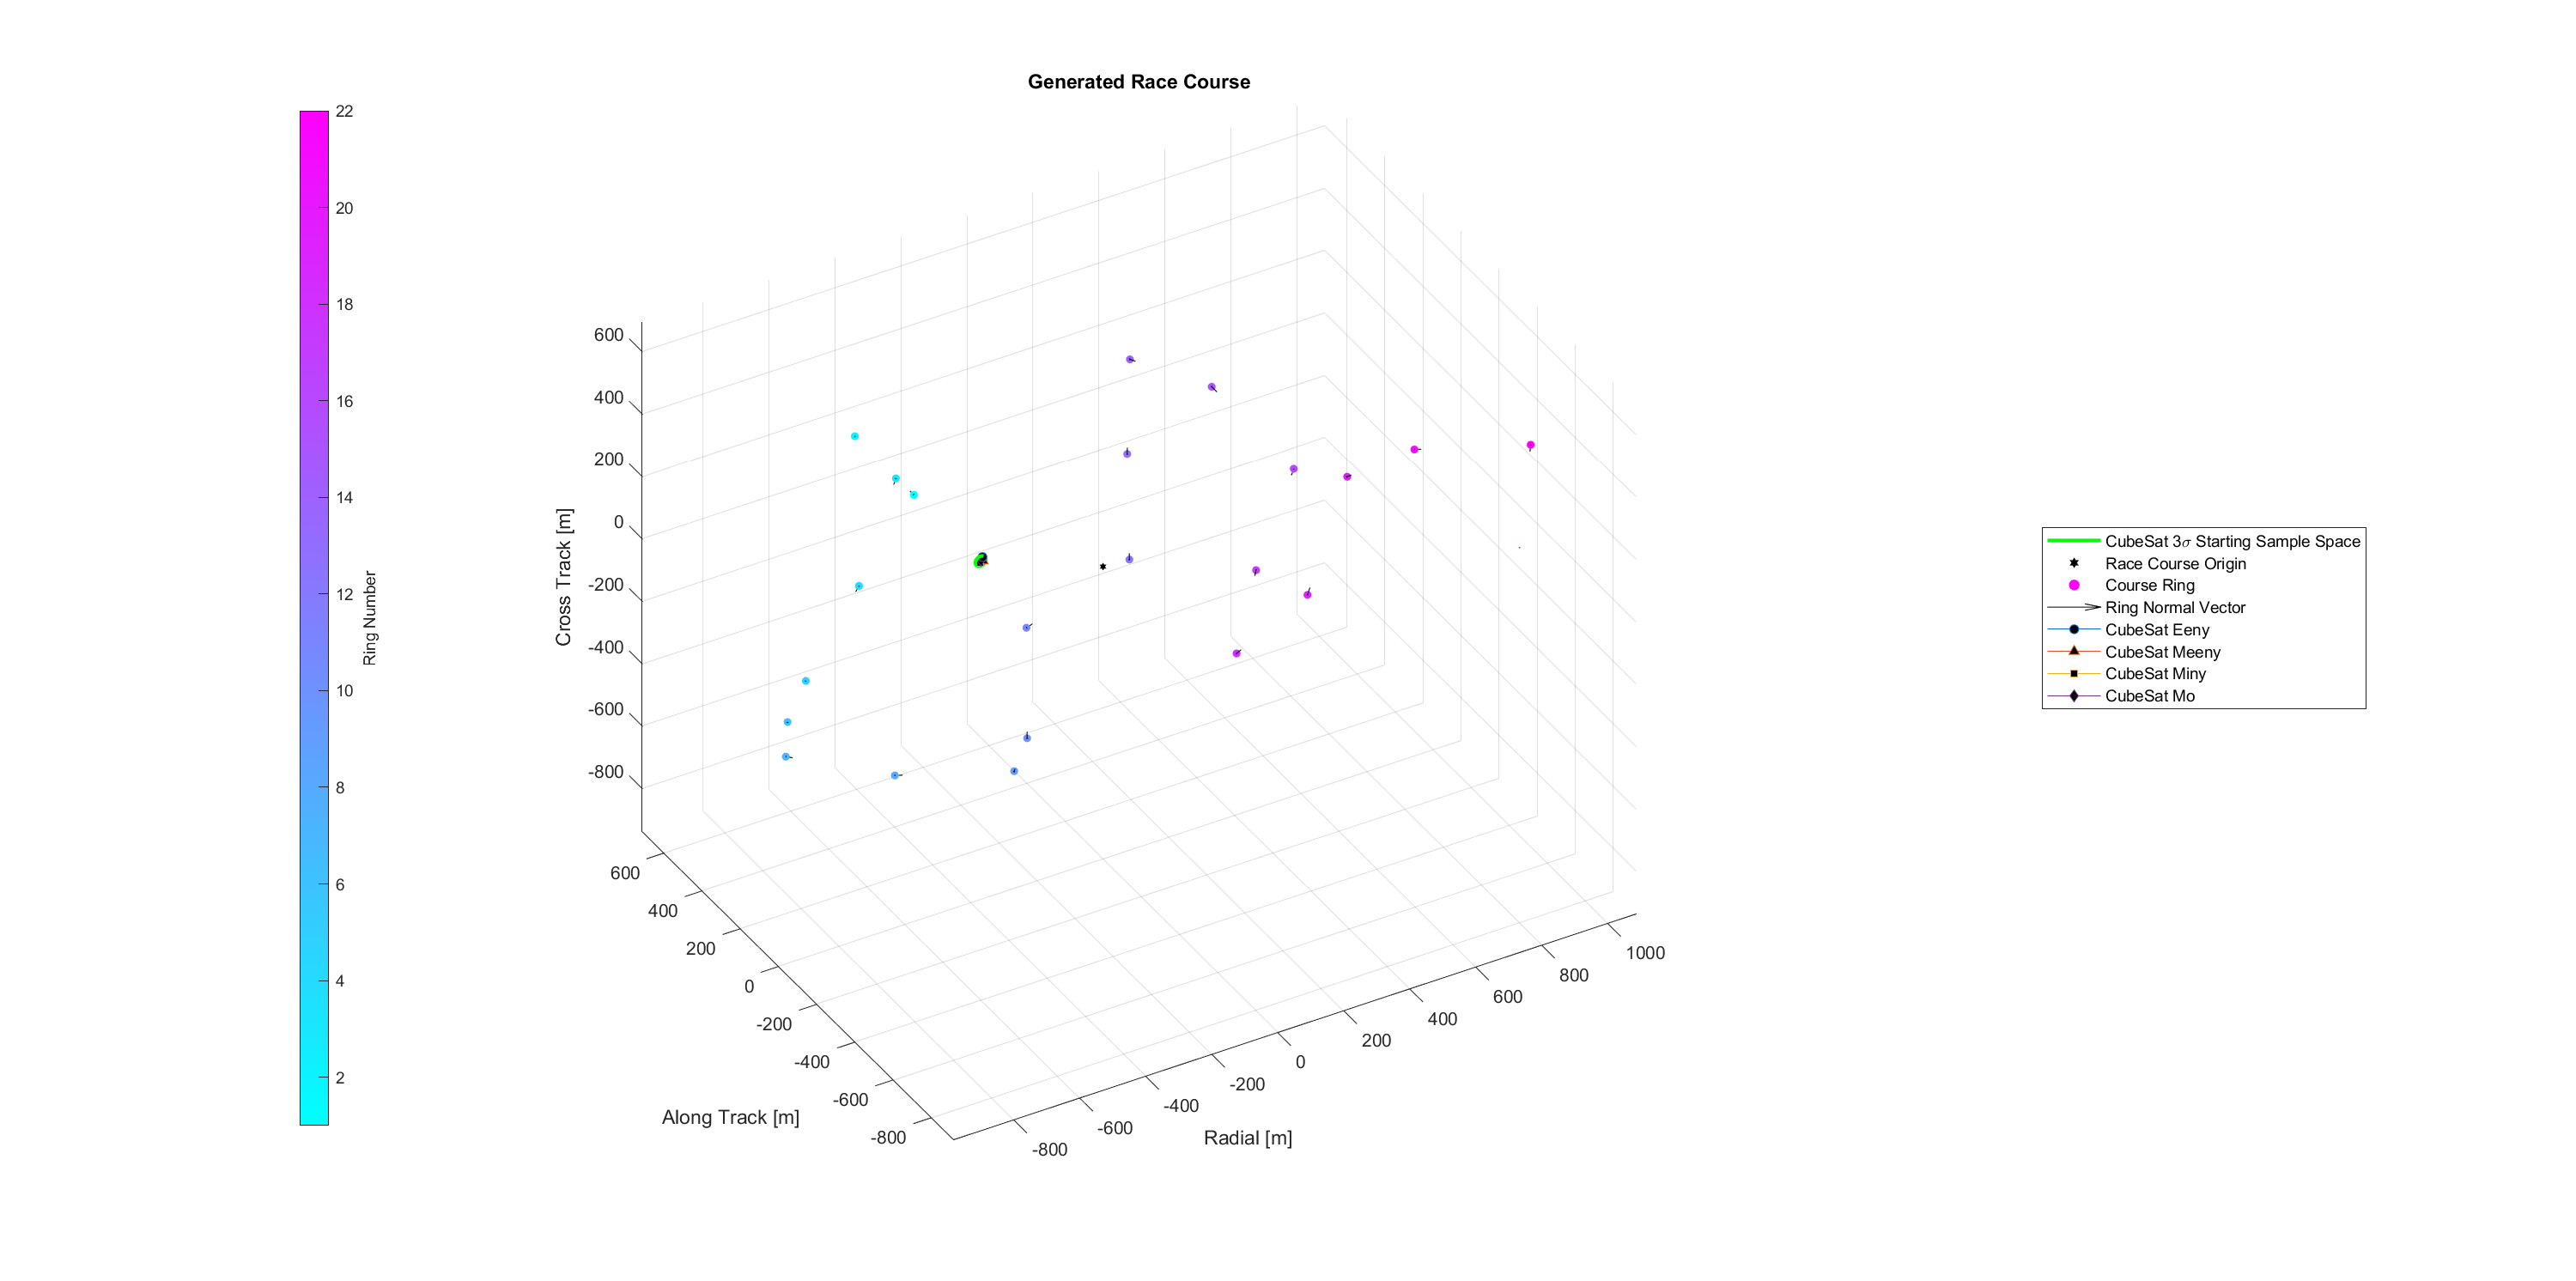 Generated Race Course
22
20
18
16
14
12
10
8
6
4
2
Ring Number
600
400
200
0
-200
-400
-600
-800
Cross Track [m]
600
400
200
0
-200
-400
-600
-800
Along Track [m]
-800
-600
-400
-200
0
200
400
600
800
1000
Radial [m]
CubeSat 3σ Starting Sample Space
Race Course Origin
Course Ring
Ring Normal Vector
CubeSat Eeny
CubeSat Meeny
CubeSat Miny
CubeSat Mo